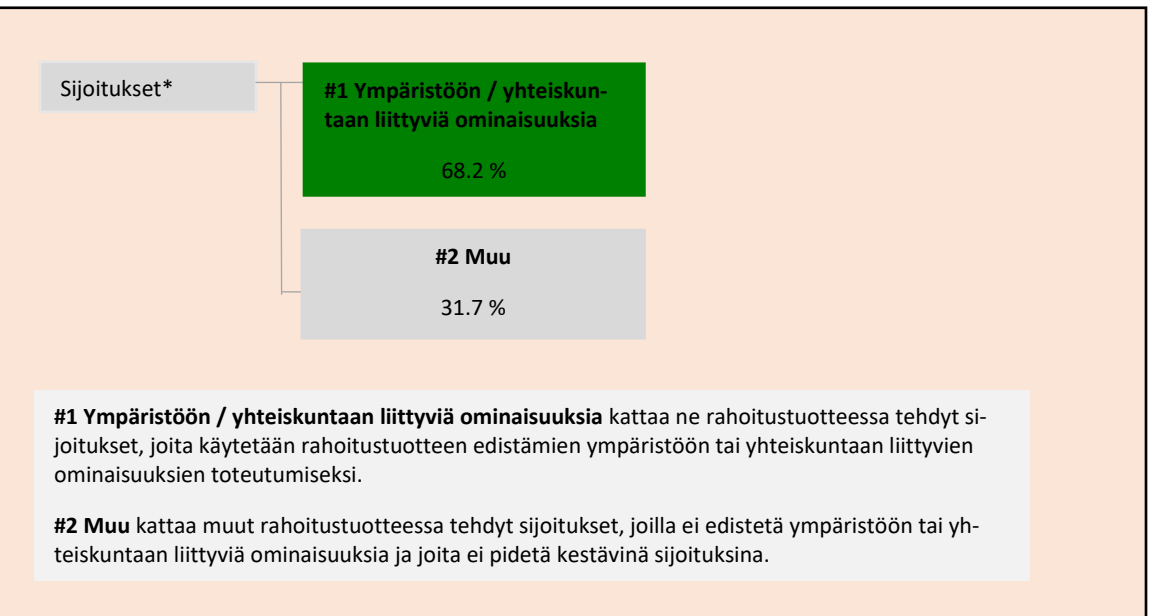 Sijoitukset*
#1 Ympäristöön / yhteiskun-
taan liittyviä ominaisuuksia
68.2 %
#2 Muu
31.7 %
#1 Ympäristöön / yhteiskuntaan liittyviä ominaisuuksia kattaa ne rahoitustuotteessa tehdyt si-
joitukset, joita käytetään rahoitustuotteen edistämien ympäristöön tai yhteiskuntaan liittyvien
ominaisuuksien toteutumiseksi.
#2 Muu kattaa muut rahoitustuotteessa tehdyt sijoitukset, joilla ei edistetä ympäristöön tai yh-
teiskuntaan liittyviä ominaisuuksia ja joita ei pidetä kestävinä sijoituksina.